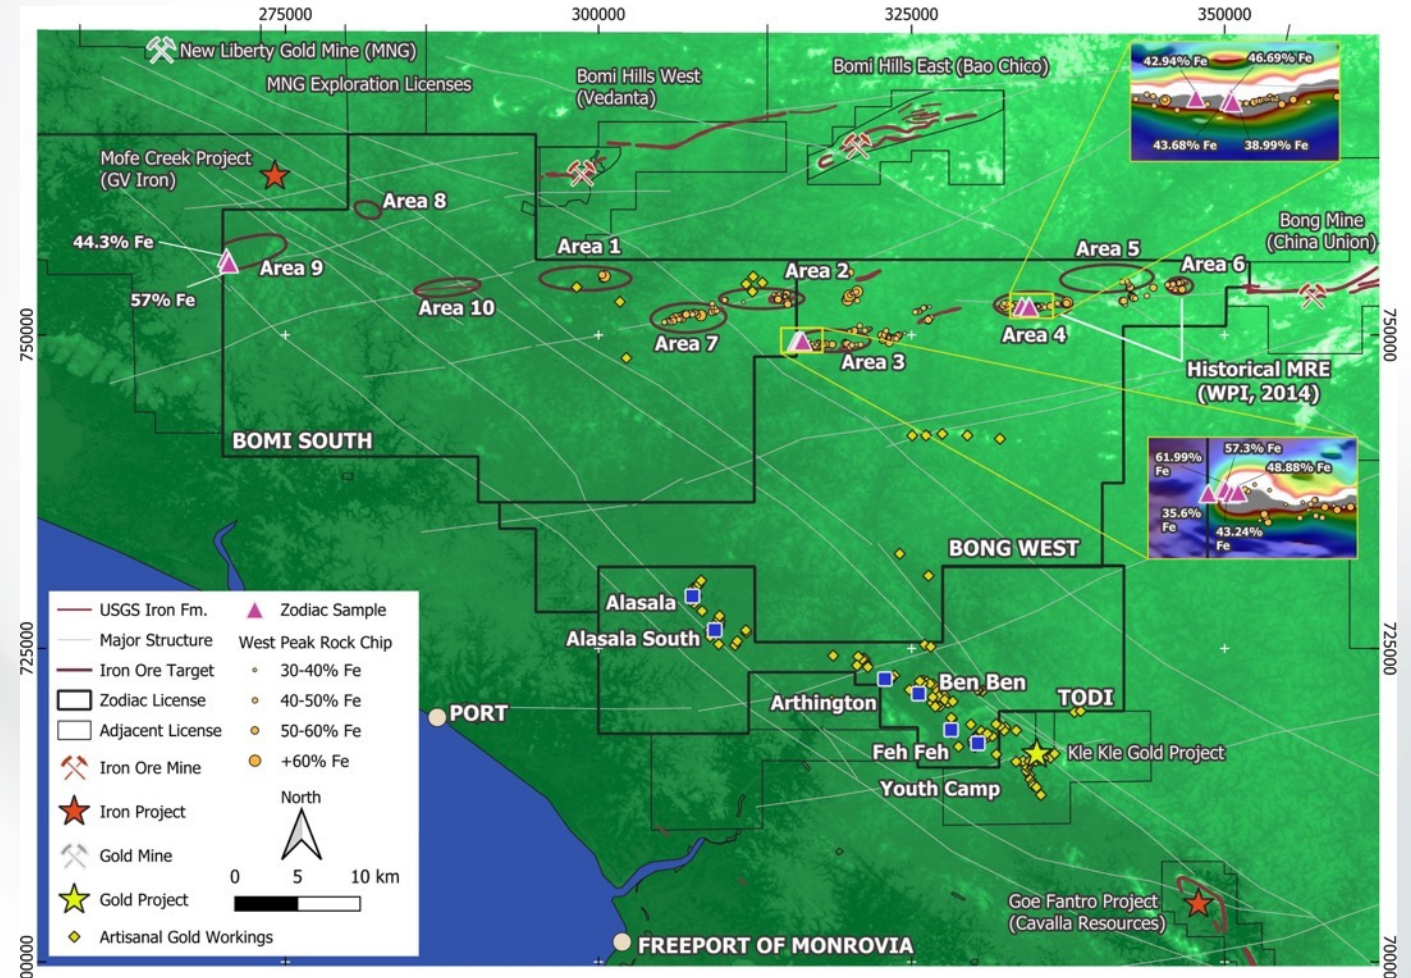 275000
300000
325000
350000
New Liberty Gold Mine (MNG)
MNG Exploration Licenses
Bomi Hills West
(Vedanta)
Bomi Hills East (Bao Chico)
42.94% Fe
46.69% Fe
43.68% Fe
38.99% Fe
Mofe Creek Project
(GV Iron)
Area 8
Bong Mine
(China Union)
44.3% Fe
Area 9
57% Fe
Area 1
Area 2
Area 5
Area 6
Area 10
Area 7
Area 3
Area 4
750000
750000
Historical MRE
(WPI, 2014)
BOMI SOUTH
61.99%
Fe
57.3% Fe
48.88% Fe
35.6%
Fe
43.24%
Fe
BONG WEST
Alasala
Alasala South
725000
725000
Ben Ben
Arthington
TODI
Feh Feh
Kle Kle Gold Project
Youth Camp
PORT
USGS Iron Fm.
Major Structure
Iron Ore Target
Zodiac License
Adjacent License
Iron Ore Mine
Iron Project
Gold Mine
Gold Project
Artisanal Gold Workings
Zodiac Sample
West Peak Rock Chip
30-40% Fe
40-50% Fe
50-60% Fe
+60% Fe
North
0 5 10 km
Goe Fantro Project
(Cavalla Resources)
FREEPORT OF MONROVIA